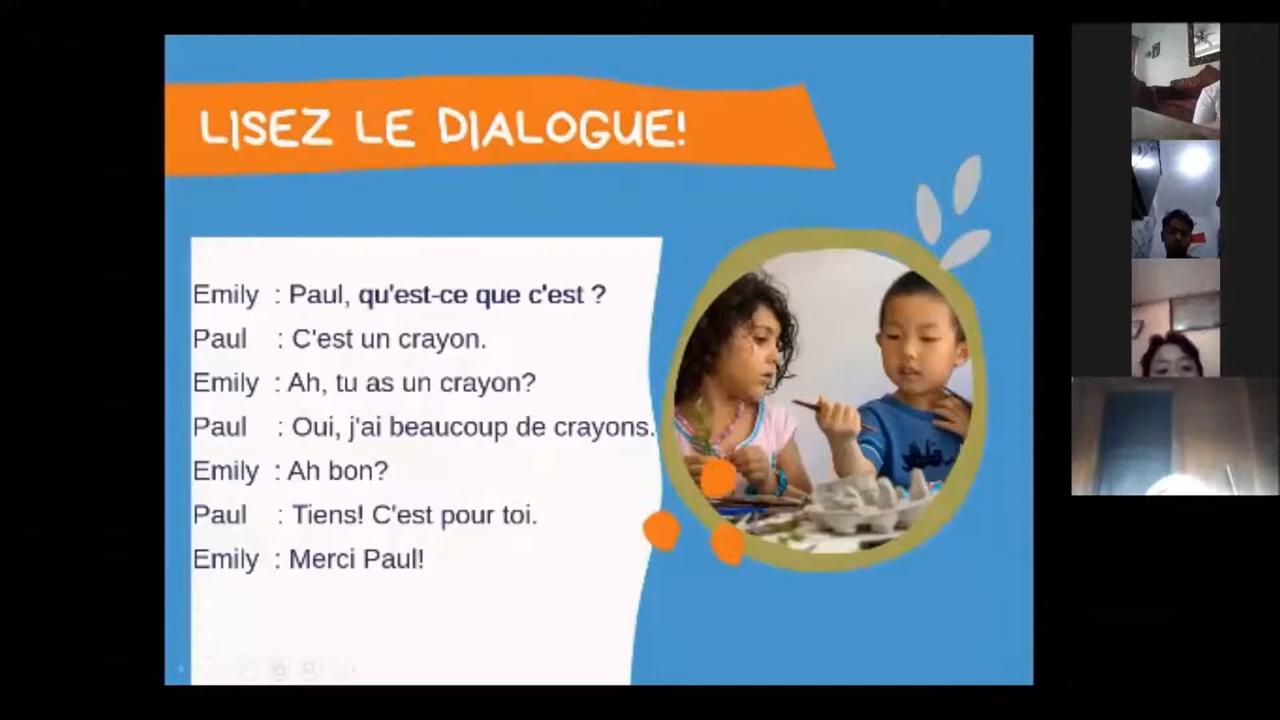 LISEZ LE DIALOGUE!
Emily : Paul, qu'est-ce que c'est ?
Paul : C'est un crayon.
Emily : Ah, tu as un crayon?
Paul : Oui, j'ai beaucoup de crayons.
Emily : Ah bon?
Paul : Tiens! C'est pour toi.
Emily : Merci Paul!